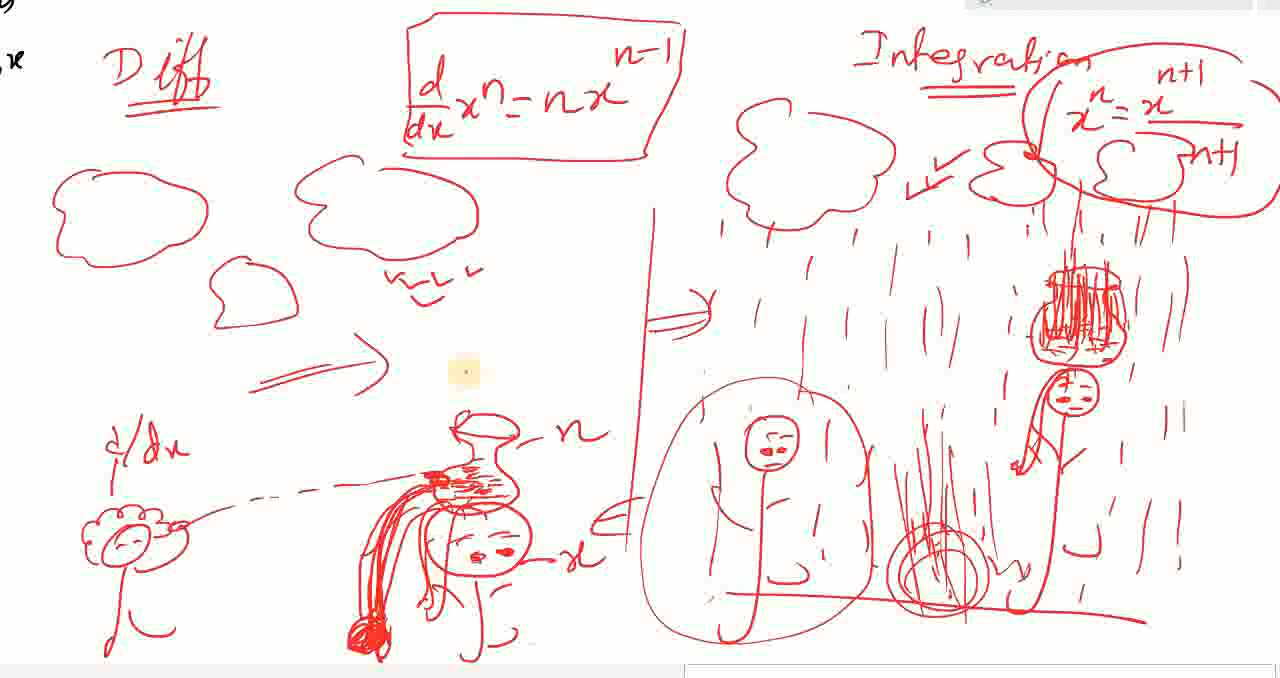 x
Diff
d/dx x^n = nx^{n-1}
Integration
∫x^n = x^{n+1}/n+1
d/dx
n
x